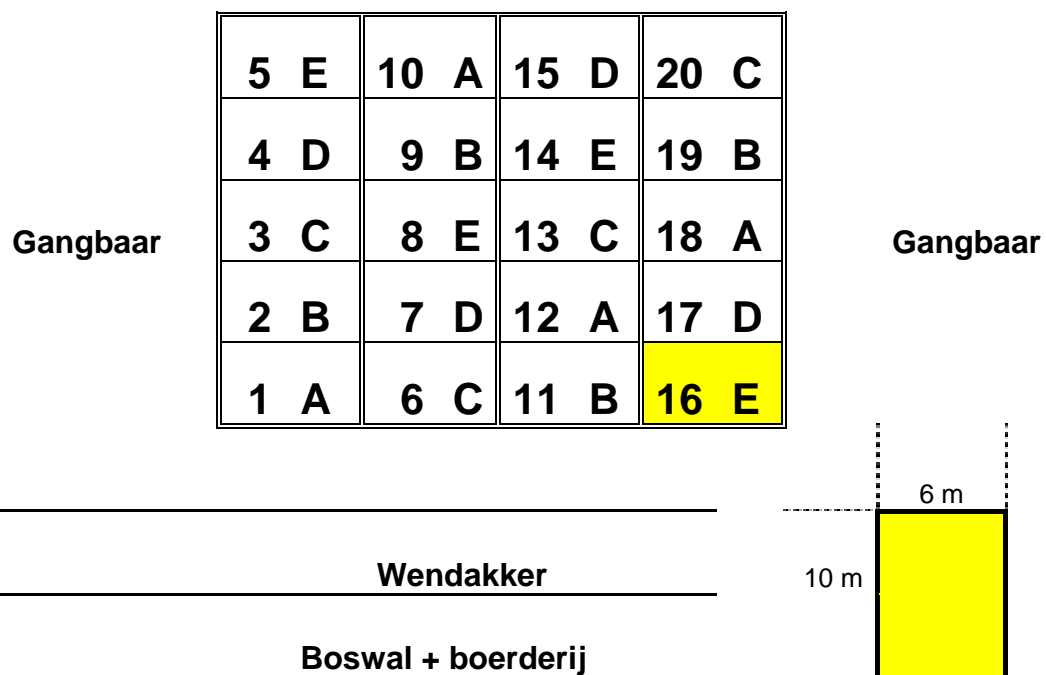 5 E 10 A 15 D 20 C
4 D 9 B 14 E 19 B
Gangbaar 3 C 8 E 13 C 18 A Gangbaar
2 B 7 D 12 A 17 D
1 A 6 C 11 B 16 E
6 m
Wendakker 10 m
Boswal + boerderij